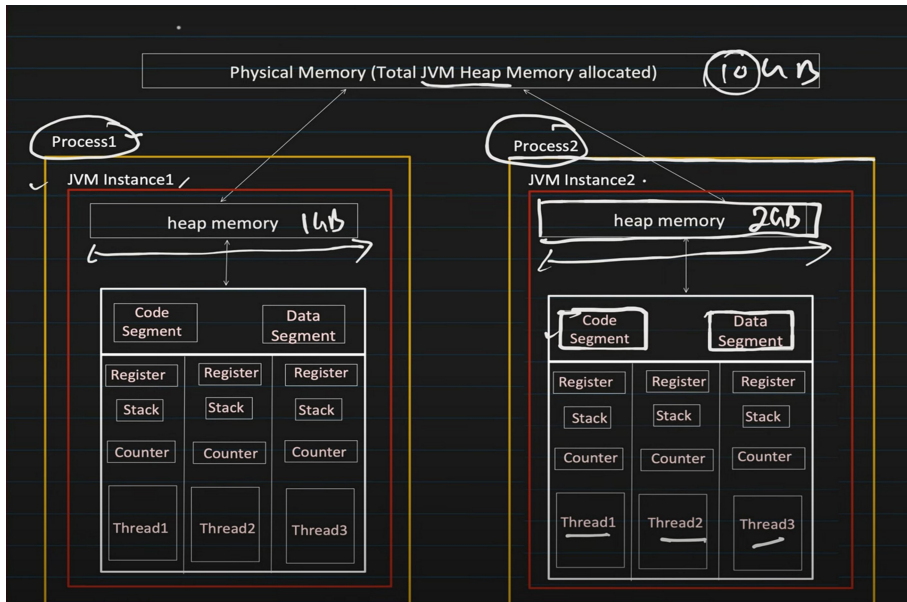 Physical Memory (Total JVM Heap Memory allocated) 10 GB
Process1
JVM Instance1
heap memory 1GB
Code
Segment
Data
Segment
Register Register Register
Stack Stack Stack
Counter Counter Counter
Thread1 Thread2 Thread3
Process2
JVM Instance2
heap memory 2GB
Code
Segment
Data
Segment
Register Register Register
Stack Stack Stack
Counter Counter Counter
Thread1 Thread2 Thread3